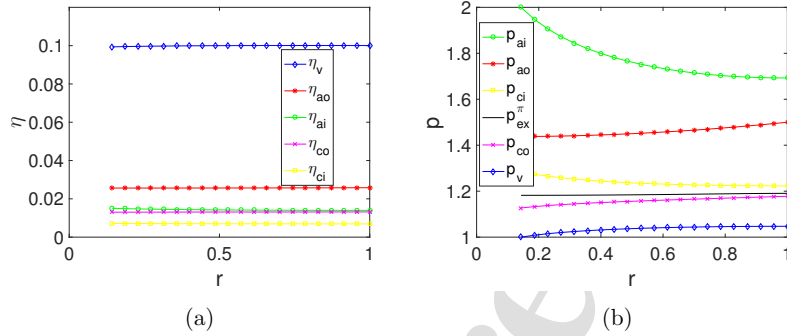 0.1
0.08
0.06
0.04
0.02
0
η
0
0.5
1
r
η_v
η_ao
η_ai
η_co
η_ci
(a)
2
1.8
1.6
1.4
1.2
1
p
0
0.2
0.4
0.6
0.8
1
r
p_ai
p_ao
p_ci
p_ex^π
p_co
p_v
(b)